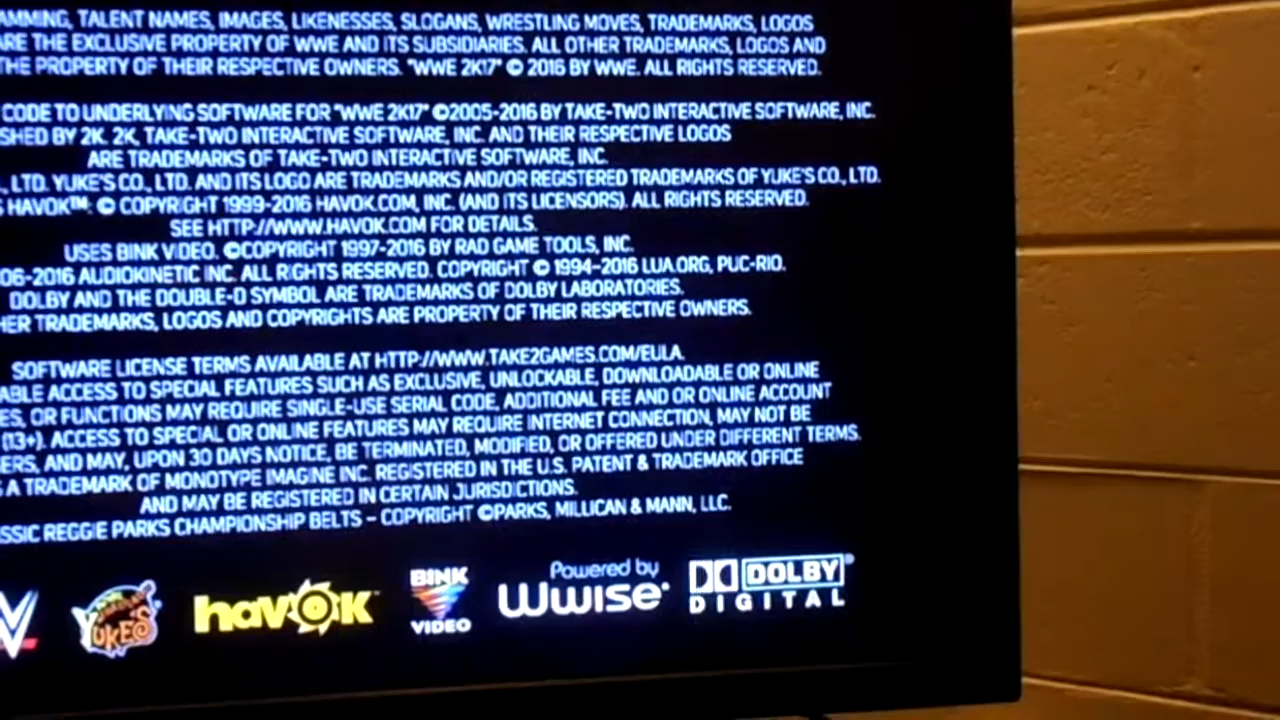 AMMING, TALENT NAMES, IMAGES, LIKENESSES, SLOGANS, WRESTLING MOVES, TRADEMARKS, LOGOS
ARE THE EXCLUSIVE PROPERTY OF WWE AND ITS SUBSIDIARIES. ALL OTHER TRADEMARKS, LOGOS AND
THE PROPERTY OF THEIR RESPECTIVE OWNERS. "WWE 2K17" © 2016 BY WWE. ALL RIGHTS RESERVED.
CODE TO UNDERLYING SOFTWARE FOR "WWE 2K17" ©2005-2016 BY TAKE-TWO INTERACTIVE SOFTWARE, INC.
SHED BY 2K. 2K, TAKE-TWO INTERACTIVE SOFTWARE, INC. AND THEIR RESPECTIVE LOGOS
ARE TRADEMARKS OF TAKE-TWO INTERACTIVE SOFTWARE, INC.
., LTD. YUKE'S CO., LTD. AND ITS LOGO ARE TRADEMARKS AND/OR REGISTERED TRADEMARKS OF YUKE'S CO., LTD.
S HAVOK™. © COPYRIGHT 1999-2016 HAVOK.COM, INC. (AND ITS LICENSORS). ALL RIGHTS RESERVED.
SEE HTTP://WWW.HAVOK.COM FOR DETAILS.
USES BINK VIDEO. ©COPYRIGHT 1997-2016 BY RAD GAME TOOLS, INC.
06-2016 AUDIOKINETIC INC. ALL RIGHTS RESERVED. COPYRIGHT © 1994-2016 LUA.ORG, PUC-RIO.
DOLBY AND THE DOUBLE-D SYMBOL ARE TRADEMARKS OF DOLBY LABORATORIES.
HER TRADEMARKS, LOGOS AND COPYRIGHTS ARE PROPERTY OF THEIR RESPECTIVE OWNERS.
SOFTWARE LICENSE TERMS AVAILABLE AT HTTP://WWW.TAKE2GAMES.COM/EULA.
ABLE ACCESS TO SPECIAL FEATURES SUCH AS EXCLUSIVE, UNLOCKABLE, DOWNLOADABLE OR ONLINE
ES, OR FUNCTIONS MAY REQUIRE SINGLE-USE SERIAL CODE, ADDITIONAL FEE AND OR ONLINE ACCOUNT
(13+). ACCESS TO SPECIAL OR ONLINE FEATURES MAY REQUIRE INTERNET CONNECTION, MAY NOT BE
ERS, AND MAY, UPON 30 DAYS NOTICE, BE TERMINATED, MODIFIED, OR OFFERED UNDER DIFFERENT TERMS.
S A TRADEMARK OF MONOTYPE IMAGINE INC. REGISTERED IN THE U.S. PATENT & TRADEMARK OFFICE
AND MAY BE REGISTERED IN CERTAIN JURISDICTIONS.
SSIC REGGIE PARKS CHAMPIONSHIP BELTS - COPYRIGHT ©PARKS, MILLICAN & MANN, LLC.
YUKE'S
havok
BINK
VIDEO
Powered by
Wwise
DOLBY
DIGITAL